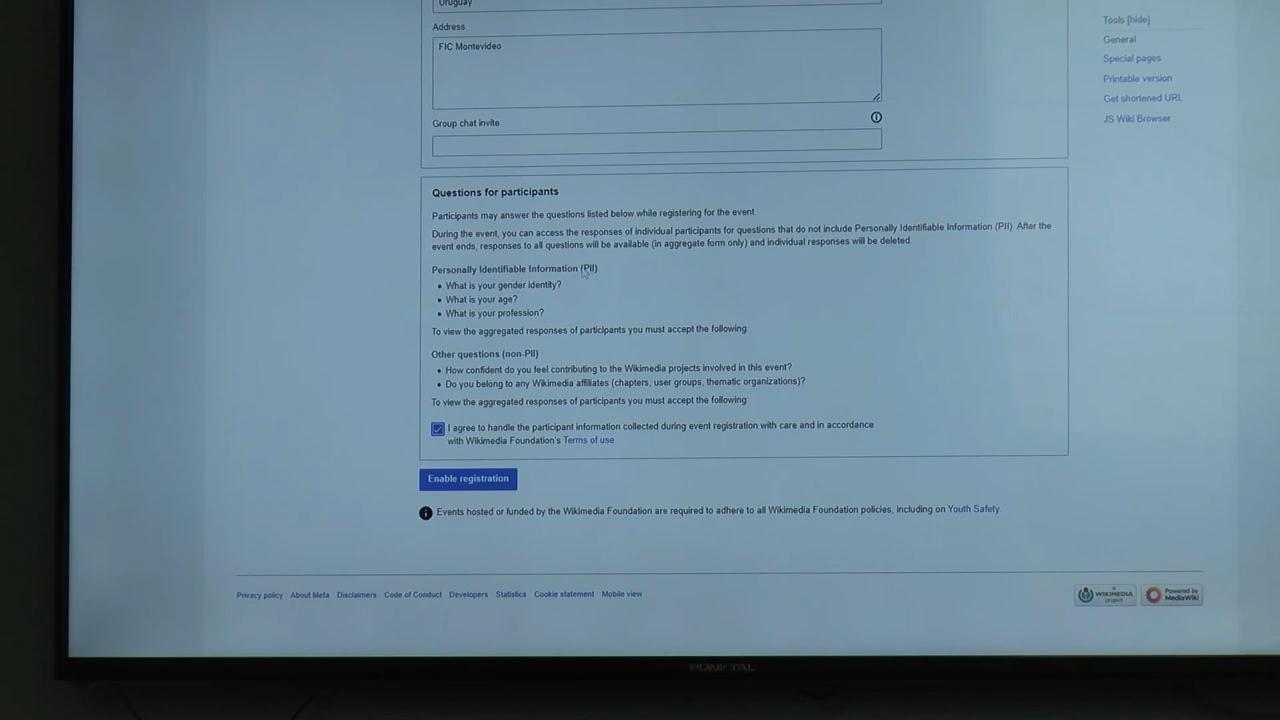 Uruguay
Address
FIC Montevideo
Group chat invite
Questions for participants
Participants may answer the questions listed below while registering for the event.
During the event, you can access the responses of individual participants for questions that do not include Personally Identifiable Information (PII). After the
event ends, responses to all questions will be available (in aggregate form only) and individual responses will be deleted.
Personally Identifiable Information (PII)
• What is your gender identity?
• What is your age?
• What is your profession?
To view the aggregated responses of participants you must accept the following:
Other questions (non-PII)
• How confident do you feel contributing to the Wikimedia projects involved in this event?
• Do you belong to any Wikimedia affiliates (chapters, user groups, thematic organizations)?
To view the aggregated responses of participants you must accept the following:
I agree to handle the participant information collected during event registration with care and in accordance
with Wikimedia Foundation's Terms of use.
Enable registration
Events hosted or funded by the Wikimedia Foundation are required to adhere to all Wikimedia Foundation policies, including on Youth Safety.
Tools [hide]
General
Special pages
Printable version
Get shortened URL
JS Wiki Browser
Privacy policy About Meta Disclaimers Code of Conduct Developers Statistics Cookie statement Mobile view
a
WIKIMEDIA
project
Powered by
MediaWiki
PUNKTAL